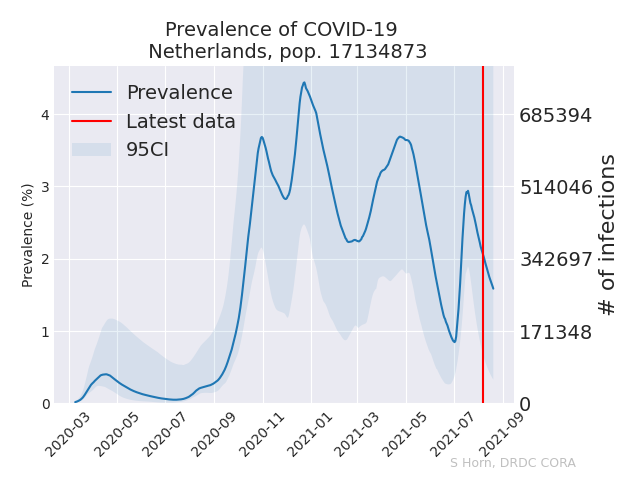 Prevalence of COVID-19
Netherlands, pop. 17134873
Prevalence
Latest data
95CI
Prevalence (%)
4
3
2
1
0
685394
514046
342697
171348
0
# of infections
2020-03
2020-05
2020-07
2020-09
2020-11
2021-01
2021-03
2021-05
2021-07
2021-09
S Horn, DRDC CORA